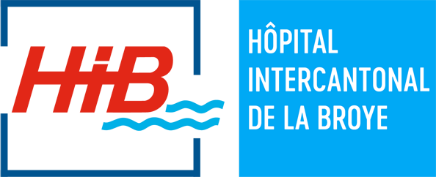 HiB
HÔPITAL
INTERCANTONAL
DE LA BROYE